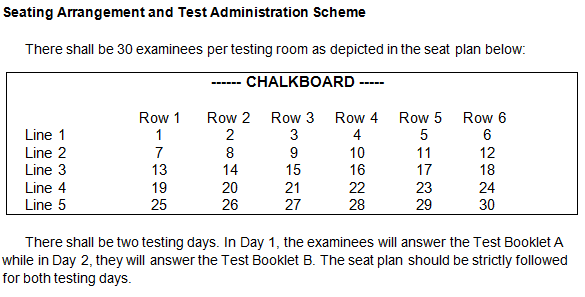 Seating Arrangement and Test Administration Scheme
There shall be 30 examinees per testing room as depicted in the seat plan below:
------ CHALKBOARD -----
Row 1 Row 2 Row 3 Row 4 Row 5 Row 6
Line 1 1 2 3 4 5 6
Line 2 7 8 9 10 11 12
Line 3 13 14 15 16 17 18
Line 4 19 20 21 22 23 24
Line 5 25 26 27 28 29 30
There shall be two testing days. In Day 1, the examinees will answer the Test Booklet A
while in Day 2, they will answer the Test Booklet B. The seat plan should be strictly followed
for both testing days.